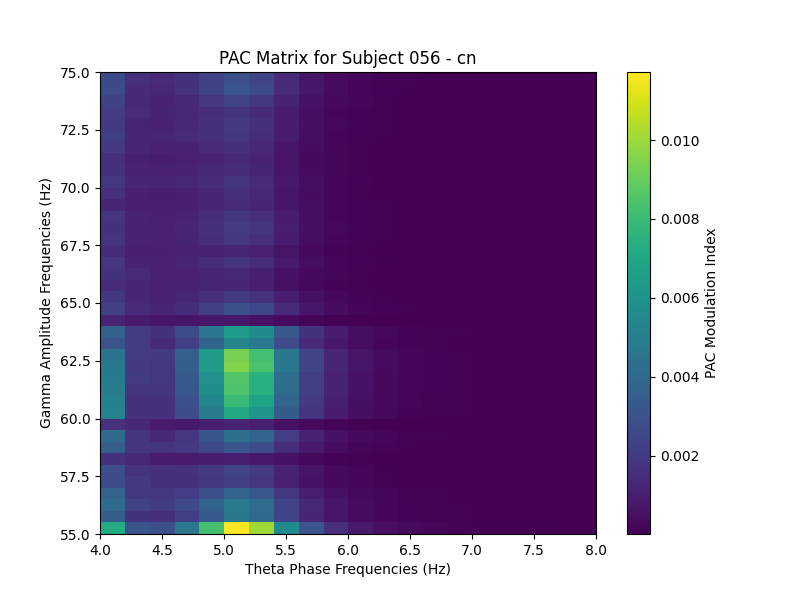 PAC Matrix for Subject 056 - cn
75.0
72.5
70.0
67.5
65.0
62.5
60.0
57.5
55.0
Gamma Amplitude Frequencies (Hz)
4.0 4.5 5.0 5.5 6.0 6.5 7.0 7.5 8.0
Theta Phase Frequencies (Hz)
0.010
0.008
0.006
0.004
0.002
PAC Modulation Index